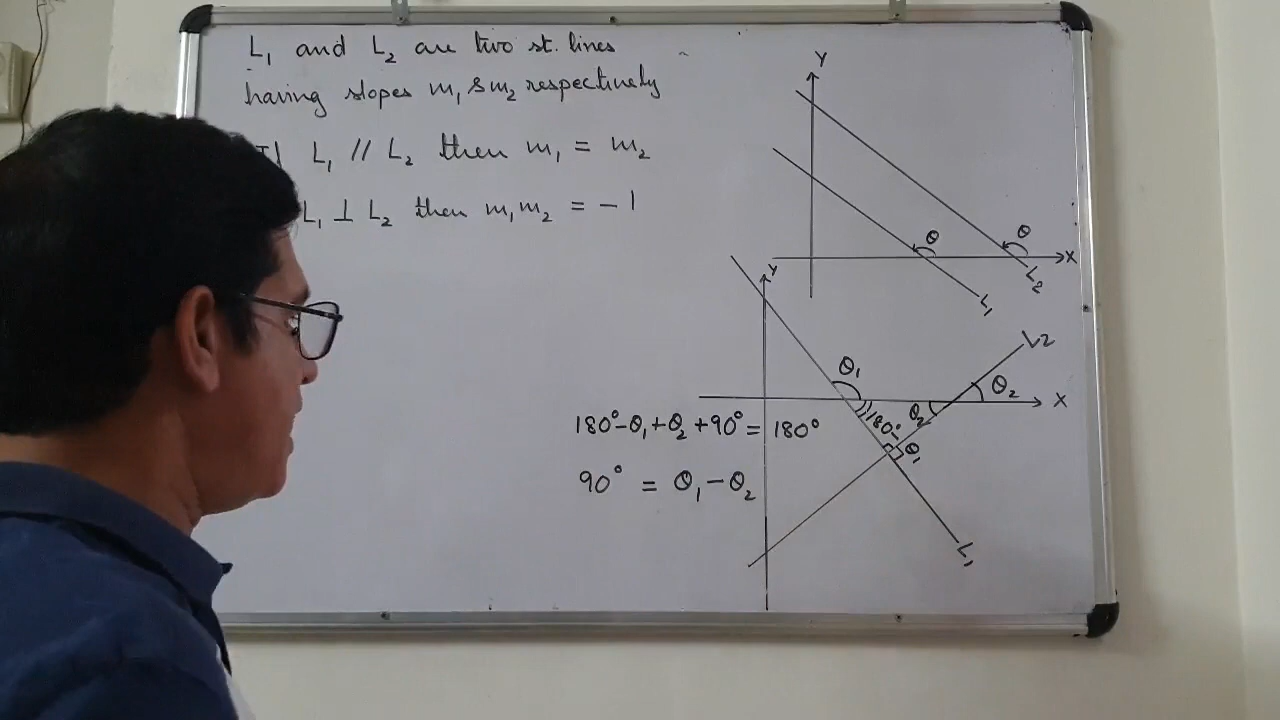 L₁ and L₂ are two st. lines
having slopes m₁ & m₂ respectively
L₁ // L₂ then m₁ = m₂
L₁ ⊥ L₂ then m₁m₂ = -1
Y
θ
θ
X
L₂
L₁
Y
L2
θ₁
θ₂
X
θ₂
180°-
θ₁
180°-θ₁+θ₂+90°= 180°
90° = θ₁-θ₂
L₁